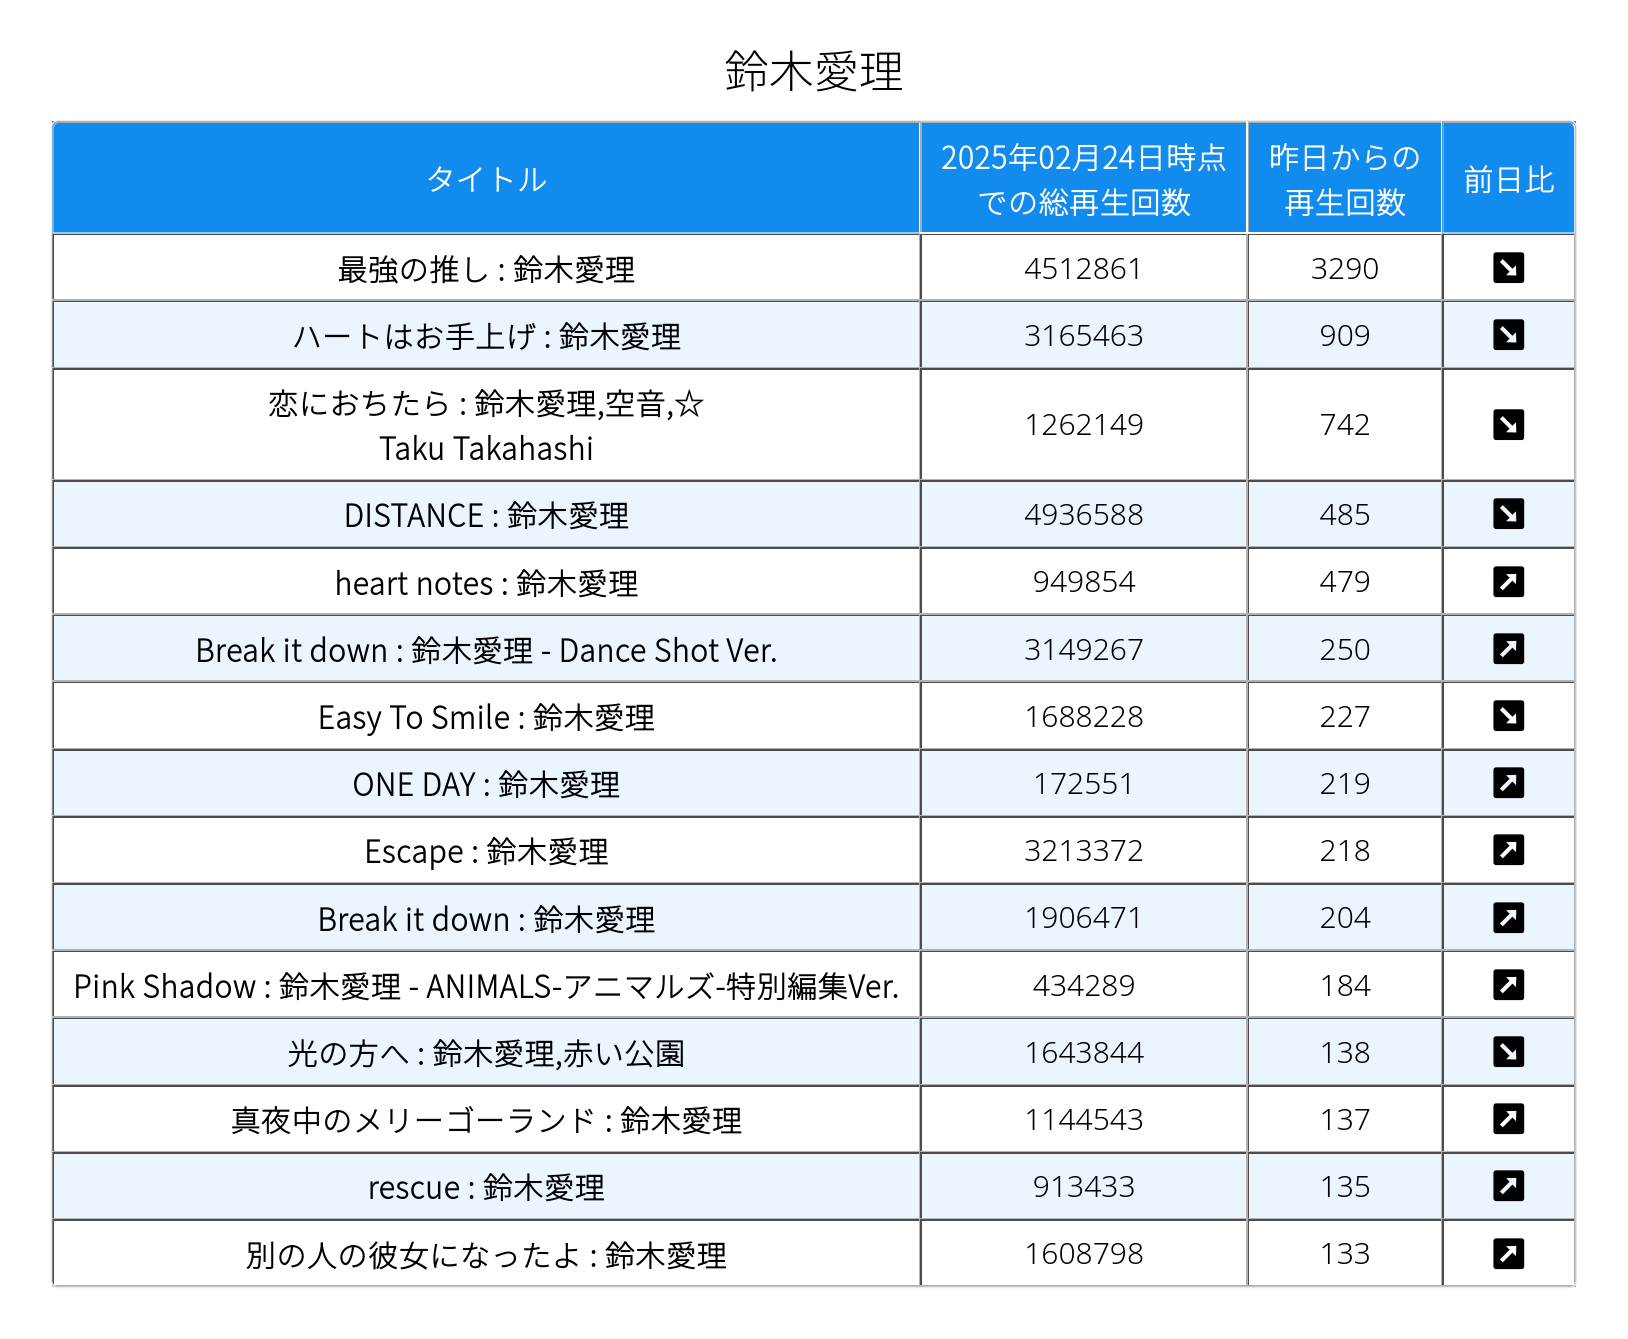 鈴木愛理
タイトル
2025年02月24日時点
での総再生回数
昨日からの
再生回数
前日比
最強の推し : 鈴木愛理 4512861 3290 ↘
ハートはお手上げ : 鈴木愛理 3165463 909 ↘
恋におちたら : 鈴木愛理,空音,☆
Taku Takahashi 1262149 742 ↘
DISTANCE : 鈴木愛理 4936588 485 ↘
heart notes : 鈴木愛理 949854 479 ↗
Break it down : 鈴木愛理 - Dance Shot Ver. 3149267 250 ↗
Easy To Smile : 鈴木愛理 1688228 227 ↘
ONE DAY : 鈴木愛理 172551 219 ↗
Escape : 鈴木愛理 3213372 218 ↗
Break it down : 鈴木愛理 1906471 204 ↗
Pink Shadow : 鈴木愛理 - ANIMALS-アニマルズ-特別編集Ver. 434289 184 ↗
光の方へ : 鈴木愛理,赤い公園 1643844 138 ↘
真夜中のメリーゴーランド : 鈴木愛理 1144543 137 ↗
rescue : 鈴木愛理 913433 135 ↗
別の人の彼女になったよ : 鈴木愛理 1608798 133 ↗